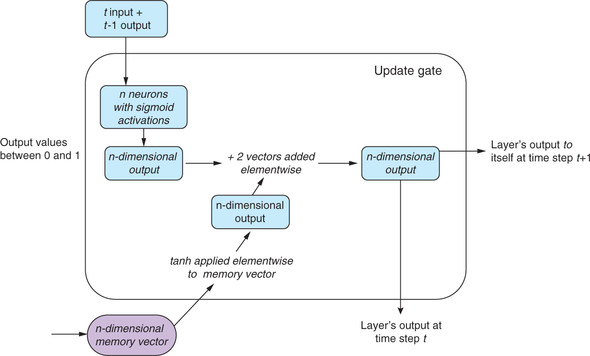 t input +
t-1 output
Update gate
n neurons
with sigmoid
activations
Output values
between 0 and 1
n-dimensional
output
+ 2 vectors added
elementwise
n-dimensional
output
Layer's output to
itself at time step t+1
n-dimensional
output
tanh applied elementwise
to memory vector
Layer's output at
time step t
n-dimensional
memory vector